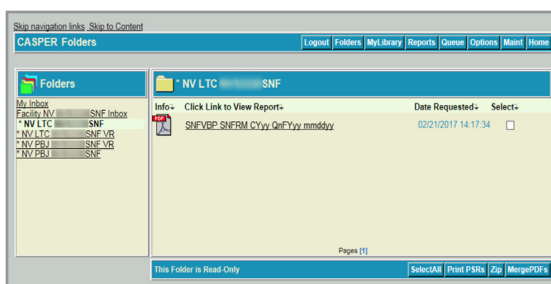 Skip navigation links Skip to Content
CASPER Folders
Logout Folders MyLibrary Reports Queue Options Maint Home
Folders
My Inbox
Facility NV SNF Inbox
* NV LTC SNF
* NV LTC SNF VR
* NV PBJ SNF VR
* NV PBJ SNF
* NV LTC SNF
Info Click Link to View Report Date Requested Select
PDF
SNFVBP SNFRM CYyy QnFYyy mmddyy 02/21/2017 14:17:34
Pages [1]
This Folder is Read-Only
SelectAll Print PSRs Zip MergePDFs